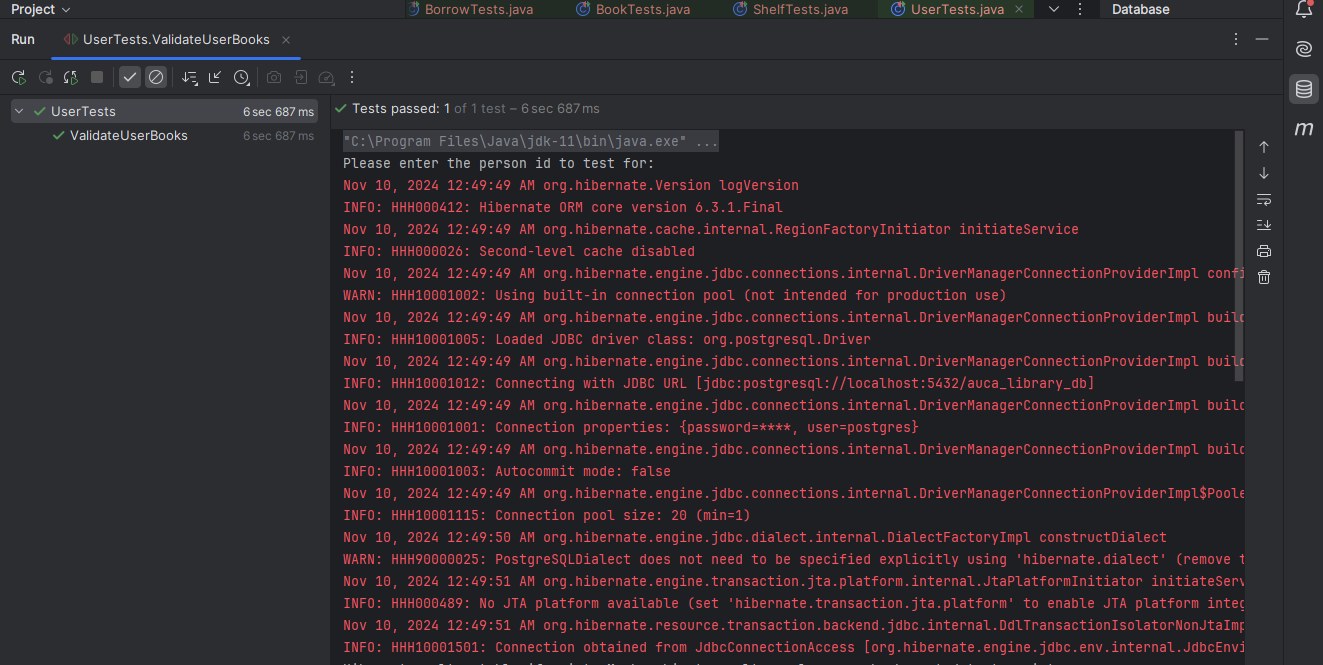 Project
BorrowTests.java
BookTests.java
ShelfTests.java
UserTests.java
Database
Run
UserTests.ValidateUserBooks
UserTests 6 sec 687 ms
ValidateUserBooks 6 sec 687 ms
Tests passed: 1 of 1 test – 6 sec 687 ms
"C:\Program Files\Java\jdk-11\bin\java.exe" ...
Please enter the person id to test for:
Nov 10, 2024 12:49:49 AM org.hibernate.Version logVersion
INFO: HHH000412: Hibernate ORM core version 6.3.1.Final
Nov 10, 2024 12:49:49 AM org.hibernate.cache.internal.RegionFactoryInitiator initiateService
INFO: HHH000026: Second-level cache disabled
Nov 10, 2024 12:49:49 AM org.hibernate.engine.jdbc.connections.internal.DriverManagerConnectionProviderImpl confi
WARN: HHH10001002: Using built-in connection pool (not intended for production use)
Nov 10, 2024 12:49:49 AM org.hibernate.engine.jdbc.connections.internal.DriverManagerConnectionProviderImpl build
INFO: HHH10001005: Loaded JDBC driver class: org.postgresql.Driver
Nov 10, 2024 12:49:49 AM org.hibernate.engine.jdbc.connections.internal.DriverManagerConnectionProviderImpl build
INFO: HHH10001012: Connecting with JDBC URL [jdbc:postgresql://localhost:5432/auca_library_db]
Nov 10, 2024 12:49:49 AM org.hibernate.engine.jdbc.connections.internal.DriverManagerConnectionProviderImpl build
INFO: HHH10001001: Connection properties: {password=****, user=postgres}
Nov 10, 2024 12:49:49 AM org.hibernate.engine.jdbc.connections.internal.DriverManagerConnectionProviderImpl build
INFO: HHH10001003: Autocommit mode: false
Nov 10, 2024 12:49:49 AM org.hibernate.engine.jdbc.connections.internal.DriverManagerConnectionProviderImpl$Poole
INFO: HHH10001115: Connection pool size: 20 (min=1)
Nov 10, 2024 12:49:50 AM org.hibernate.engine.jdbc.dialect.internal.DialectFactoryImpl constructDialect
WARN: HHH90000025: PostgreSQLDialect does not need to be specified explicitly using 'hibernate.dialect' (remove t
Nov 10, 2024 12:49:51 AM org.hibernate.engine.transaction.jta.platform.internal.JtaPlatformInitiator initiateServ
INFO: HHH000489: No JTA platform available (set 'hibernate.transaction.jta.platform' to enable JTA platform integ
Nov 10, 2024 12:49:51 AM org.hibernate.resource.transaction.backend.jdbc.internal.DdlTransactionIsolatorNonJtaImp
INFO: HHH10001501: Connection obtained from JdbcConnectionAccess [org.hibernate.engine.jdbc.env.internal.JdbcEnvi